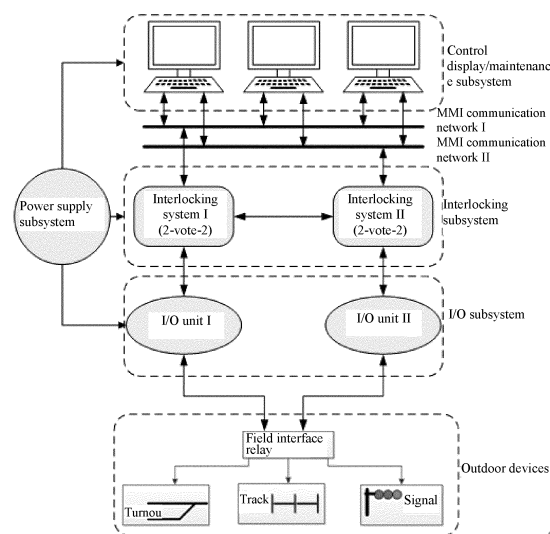 Control
display/maintenanc
e subsystem
MMI communication
network I
MMI communication
network II
Power supply
subsystem
Interlocking
system I
(2-vote-2)
Interlocking
system II
(2-vote-2)
Interlocking
subsystem
I/O unit I
I/O unit II
I/O subsystem
Field interface
relay
Outdoor devices
Turnou
Track
Signal